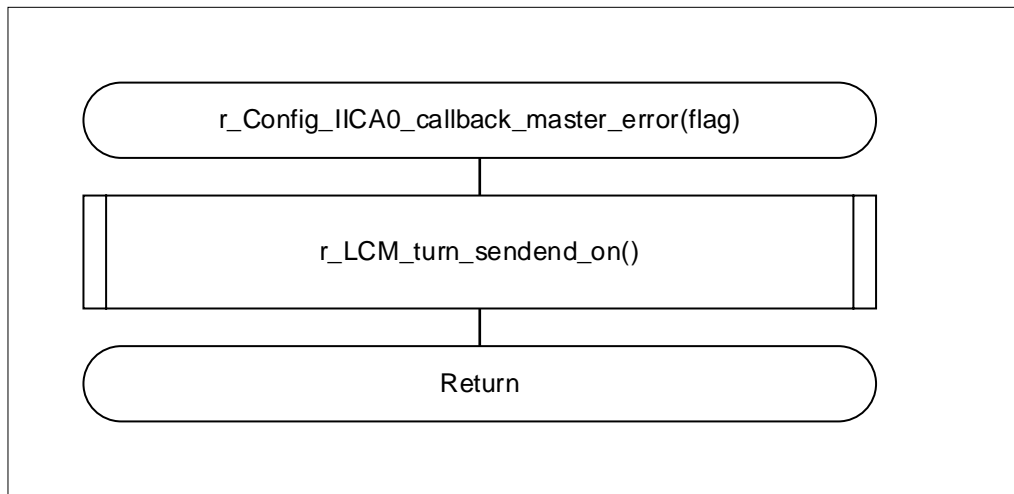 r_Config_IICA0_callback_master_error(flag)
r_LCM_turn_sendend_on()
Return